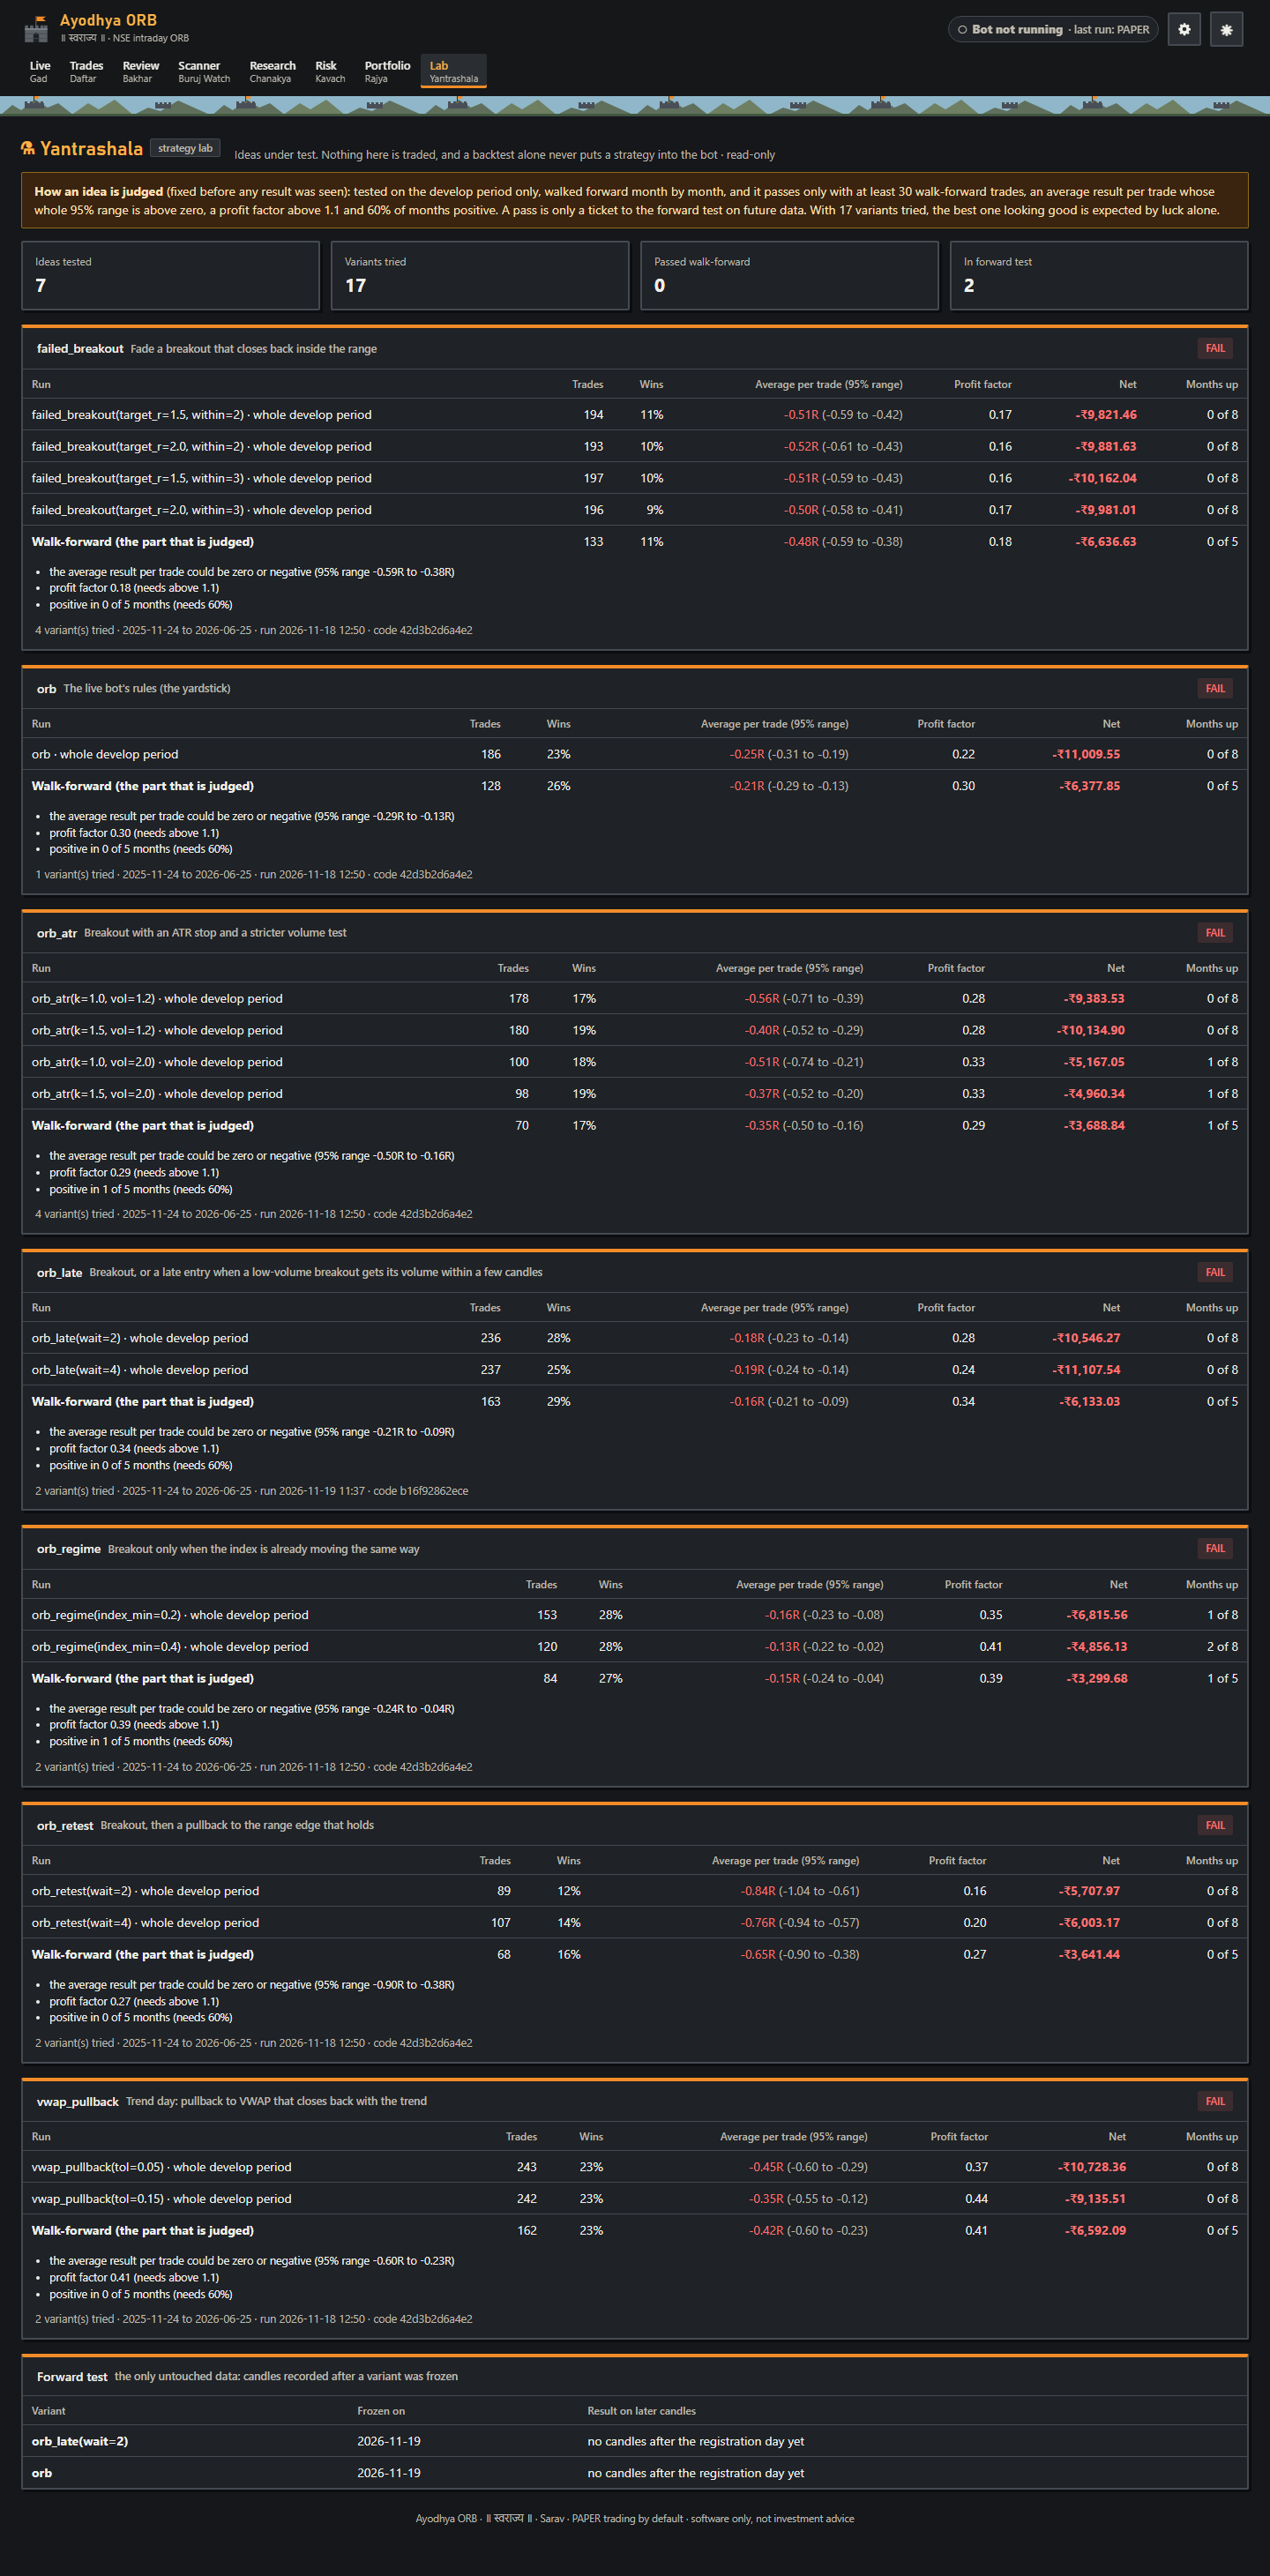 Ayodhya ORB
॥ स्वराज्य ॥ · NSE intraday ORB
Bot not running · last run: PAPER
Live Trades Review Scanner Research Risk Portfolio Lab
Gad Daftar Bakhar Buruj Watch Chanakya Kavach Rajya Yantrashala
Yantrashala strategy lab Ideas under test. Nothing here is traded, and a backtest alone never puts a strategy into the bot · read-only
How an idea is judged (fixed before any result was seen): tested on the develop period only, walked forward month by month, and it passes only with at least 30 walk-forward trades, an average result per trade whose
whole 95% range is above zero, a profit factor above 1.1 and 60% of months positive. A pass is only a ticket to the forward test on future data. With 17 variants tried, the best one looking good is expected by luck alone.
Ideas tested Variants tried Passed walk-forward In forward test
7 17 0 2
failed_breakout Fade a breakout that closes back inside the range FAIL
Run Trades Wins Average per trade (95% range) Profit factor Net Months up
failed_breakout(target_r=1.5, within=2) · whole develop period 194 11% -0.51R (-0.59 to -0.42) 0.17 -₹9,821.46 0 of 8
failed_breakout(target_r=2.0, within=2) · whole develop period 193 10% -0.52R (-0.61 to -0.43) 0.16 -₹9,881.63 0 of 8
failed_breakout(target_r=1.5, within=3) · whole develop period 197 10% -0.51R (-0.59 to -0.43) 0.16 -₹10,162.04 0 of 8
failed_breakout(target_r=2.0, within=3) · whole develop period 196 9% -0.50R (-0.58 to -0.41) 0.17 -₹9,981.01 0 of 8
Walk-forward (the part that is judged) 133 11% -0.48R (-0.59 to -0.38) 0.18 -₹6,636.63 0 of 5
• the average result per trade could be zero or negative (95% range -0.59R to -0.38R)
• profit factor 0.18 (needs above 1.1)
• positive in 0 of 5 months (needs 60%)
4 variant(s) tried · 2025-11-24 to 2026-06-25 · run 2026-11-18 12:50 · code 42d3b2d6a4e2
orb The live bot's rules (the yardstick) FAIL
Run Trades Wins Average per trade (95% range) Profit factor Net Months up
orb · whole develop period 186 23% -0.25R (-0.31 to -0.19) 0.22 -₹11,009.55 0 of 8
Walk-forward (the part that is judged) 128 26% -0.21R (-0.29 to -0.13) 0.30 -₹6,377.85 0 of 5
• the average result per trade could be zero or negative (95% range -0.29R to -0.13R)
• profit factor 0.30 (needs above 1.1)
• positive in 0 of 5 months (needs 60%)
1 variant(s) tried · 2025-11-24 to 2026-06-25 · run 2026-11-18 12:50 · code 42d3b2d6a4e2
orb_atr Breakout with an ATR stop and a stricter volume test FAIL
Run Trades Wins Average per trade (95% range) Profit factor Net Months up
orb_atr(k=1.0, vol=1.2) · whole develop period 178 17% -0.56R (-0.71 to -0.39) 0.28 -₹9,383.53 0 of 8
orb_atr(k=1.5, vol=1.2) · whole develop period 180 19% -0.40R (-0.52 to -0.29) 0.28 -₹10,134.90 0 of 8
orb_atr(k=1.0, vol=2.0) · whole develop period 100 18% -0.51R (-0.74 to -0.21) 0.33 -₹5,167.05 1 of 8
orb_atr(k=1.5, vol=2.0) · whole develop period 98 19% -0.37R (-0.52 to -0.20) 0.33 -₹4,960.34 1 of 8
Walk-forward (the part that is judged) 70 17% -0.35R (-0.50 to -0.16) 0.29 -₹3,688.84 1 of 5
• the average result per trade could be zero or negative (95% range -0.50R to -0.16R)
• profit factor 0.29 (needs above 1.1)
• positive in 1 of 5 months (needs 60%)
4 variant(s) tried · 2025-11-24 to 2026-06-25 · run 2026-11-18 12:50 · code 42d3b2d6a4e2
orb_late Breakout, or a late entry when a low-volume breakout gets its volume within a few candles FAIL
Run Trades Wins Average per trade (95% range) Profit factor Net Months up
orb_late(wait=2) · whole develop period 236 28% -0.18R (-0.23 to -0.14) 0.28 -₹10,546.27 0 of 8
orb_late(wait=4) · whole develop period 237 25% -0.19R (-0.24 to -0.14) 0.24 -₹11,107.54 0 of 8
Walk-forward (the part that is judged) 163 29% -0.16R (-0.21 to -0.09) 0.34 -₹6,133.03 0 of 5
• the average result per trade could be zero or negative (95% range -0.21R to -0.09R)
• profit factor 0.34 (needs above 1.1)
• positive in 0 of 5 months (needs 60%)
2 variant(s) tried · 2025-11-24 to 2026-06-25 · run 2026-11-19 11:37 · code b16f92862ece
orb_regime Breakout only when the index is already moving the same way FAIL
Run Trades Wins Average per trade (95% range) Profit factor Net Months up
orb_regime(index_min=0.2) · whole develop period 153 28% -0.16R (-0.23 to -0.08) 0.35 -₹6,815.56 1 of 8
orb_regime(index_min=0.4) · whole develop period 120 28% -0.13R (-0.22 to -0.02) 0.41 -₹4,856.13 2 of 8
Walk-forward (the part that is judged) 84 27% -0.15R (-0.24 to -0.04) 0.39 -₹3,299.68 1 of 5
• the average result per trade could be zero or negative (95% range -0.24R to -0.04R)
• profit factor 0.39 (needs above 1.1)
• positive in 1 of 5 months (needs 60%)
2 variant(s) tried · 2025-11-24 to 2026-06-25 · run 2026-11-18 12:50 · code 42d3b2d6a4e2
orb_retest Breakout, then a pullback to the range edge that holds FAIL
Run Trades Wins Average per trade (95% range) Profit factor Net Months up
orb_retest(wait=2) · whole develop period 89 12% -0.84R (-1.04 to -0.61) 0.16 -₹5,707.97 0 of 8
orb_retest(wait=4) · whole develop period 107 14% -0.76R (-0.94 to -0.57) 0.20 -₹6,003.17 0 of 8
Walk-forward (the part that is judged) 68 16% -0.65R (-0.90 to -0.38) 0.27 -₹3,641.44 0 of 5
• the average result per trade could be zero or negative (95% range -0.90R to -0.38R)
• profit factor 0.27 (needs above 1.1)
• positive in 0 of 5 months (needs 60%)
2 variant(s) tried · 2025-11-24 to 2026-06-25 · run 2026-11-18 12:50 · code 42d3b2d6a4e2
vwap_pullback Trend day: pullback to VWAP that closes back with the trend FAIL
Run Trades Wins Average per trade (95% range) Profit factor Net Months up
vwap_pullback(tol=0.05) · whole develop period 243 23% -0.45R (-0.60 to -0.29) 0.37 -₹10,728.36 0 of 8
vwap_pullback(tol=0.15) · whole develop period 242 23% -0.35R (-0.55 to -0.12) 0.44 -₹9,135.51 0 of 8
Walk-forward (the part that is judged) 162 23% -0.42R (-0.60 to -0.23) 0.41 -₹6,592.09 0 of 5
• the average result per trade could be zero or negative (95% range -0.60R to -0.23R)
• profit factor 0.41 (needs above 1.1)
• positive in 0 of 5 months (needs 60%)
2 variant(s) tried · 2025-11-24 to 2026-06-25 · run 2026-11-18 12:50 · code 42d3b2d6a4e2
Forward test the only untouched data: candles recorded after a variant was frozen
Variant Frozen on Result on later candles
orb_late(wait=2) 2026-11-19 no candles after the registration day yet
orb 2026-11-19 no candles after the registration day yet
Ayodhya ORB · ॥ स्वराज्य ॥ · Sarav · PAPER trading by default · software only, not investment advice